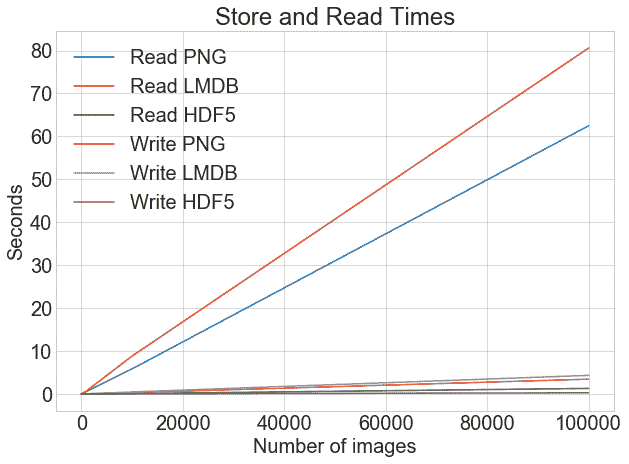 Store and Read Times
80
70
60
50
40
30
20
10
0
Seconds
Read PNG
Read LMDB
Read HDF5
Write PNG
Write LMDB
Write HDF5
0 20000 40000 60000 80000 100000
Number of images